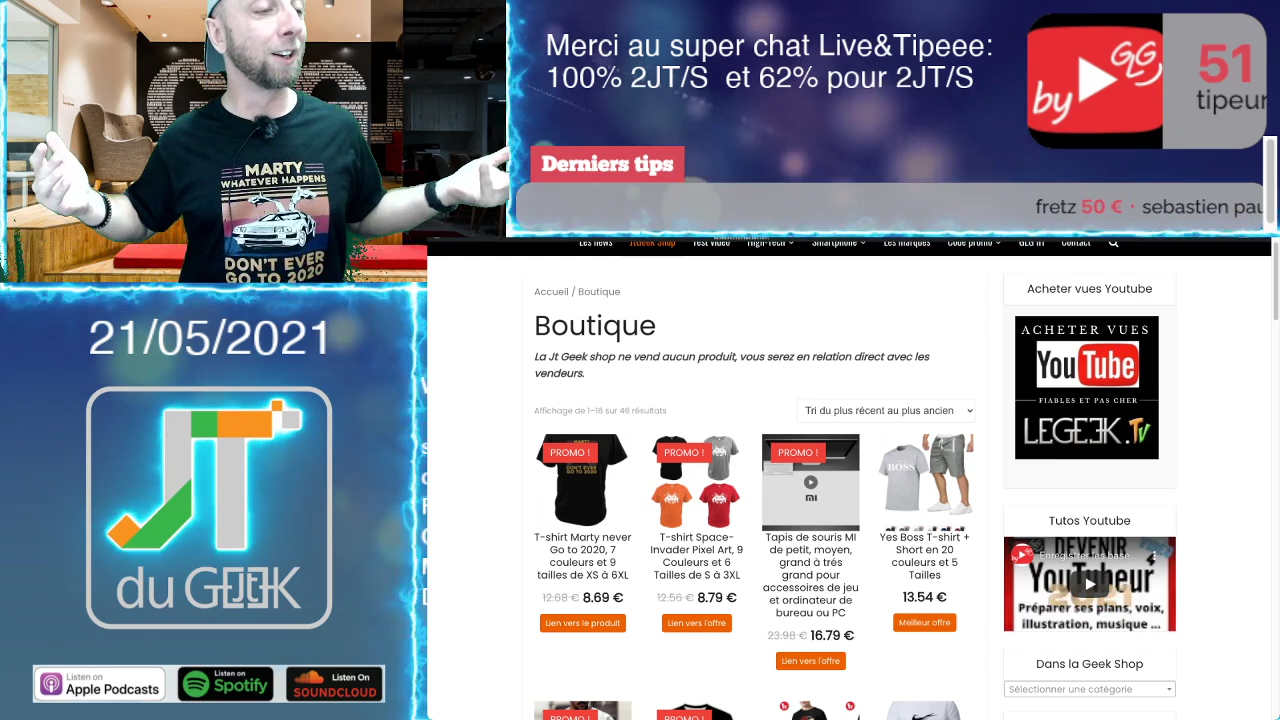 Merci au super chat Live&Tipeee:
100% 2JT/S et 62% pour 2JT/S
by GG
51
tipeur
Derniers tips
fretz 50 € · sebastien pau
MARTY
WHATEVER HAPPENS
DON'T EVER
GO TO 2020
Les news JtGeek Shop Test vidéo High-Tech Smartphone Les marques Code promo Contact
21/05/2021
JT
du GEEK
Listen on
Apple Podcasts
Listen on
Spotify
Listen On
SOUNDCLOUD
Accueil / Boutique
Boutique
La Jt Geek shop ne vend aucun produit, vous serez en relation direct avec les
vendeurs.
Affichage de 1–16 sur 46 résultats
Tri du plus récent au plus ancien
PROMO !
T-shirt Marty never
Go to 2020, 7
couleurs et 9
tailles de XS à 6XL
12.68 € 8.69 €
Lien vers le produit
PROMO !
T-shirt Space-
Invader Pixel Art, 9
Couleurs et 6
Tailles de S à 3XL
12.56 € 8.79 €
Lien vers l'offre
PROMO !
Tapis de souris MI
de petit, moyen,
grand à trés
grand pour
accessoires de jeu
et ordinateur de
bureau ou PC
23.98 € 16.79 €
Lien vers l'offre
BOSS
Yes Boss T-shirt +
Short en 20
couleurs et 5
Tailles
13.54 €
Meilleur offre
PROMO !
PROMO !
Acheter vues Youtube
ACHETER VUES
YouTube
FIABLES ET PAS CHER
LEGEEK.Tv
Tutos Youtube
Enregistrer les base...
DEVENIR
YouTubeur
2021
Préparer ses plans, voix,
illustration, musique ...
Dans la Geek Shop
Sélectionner une catégorie